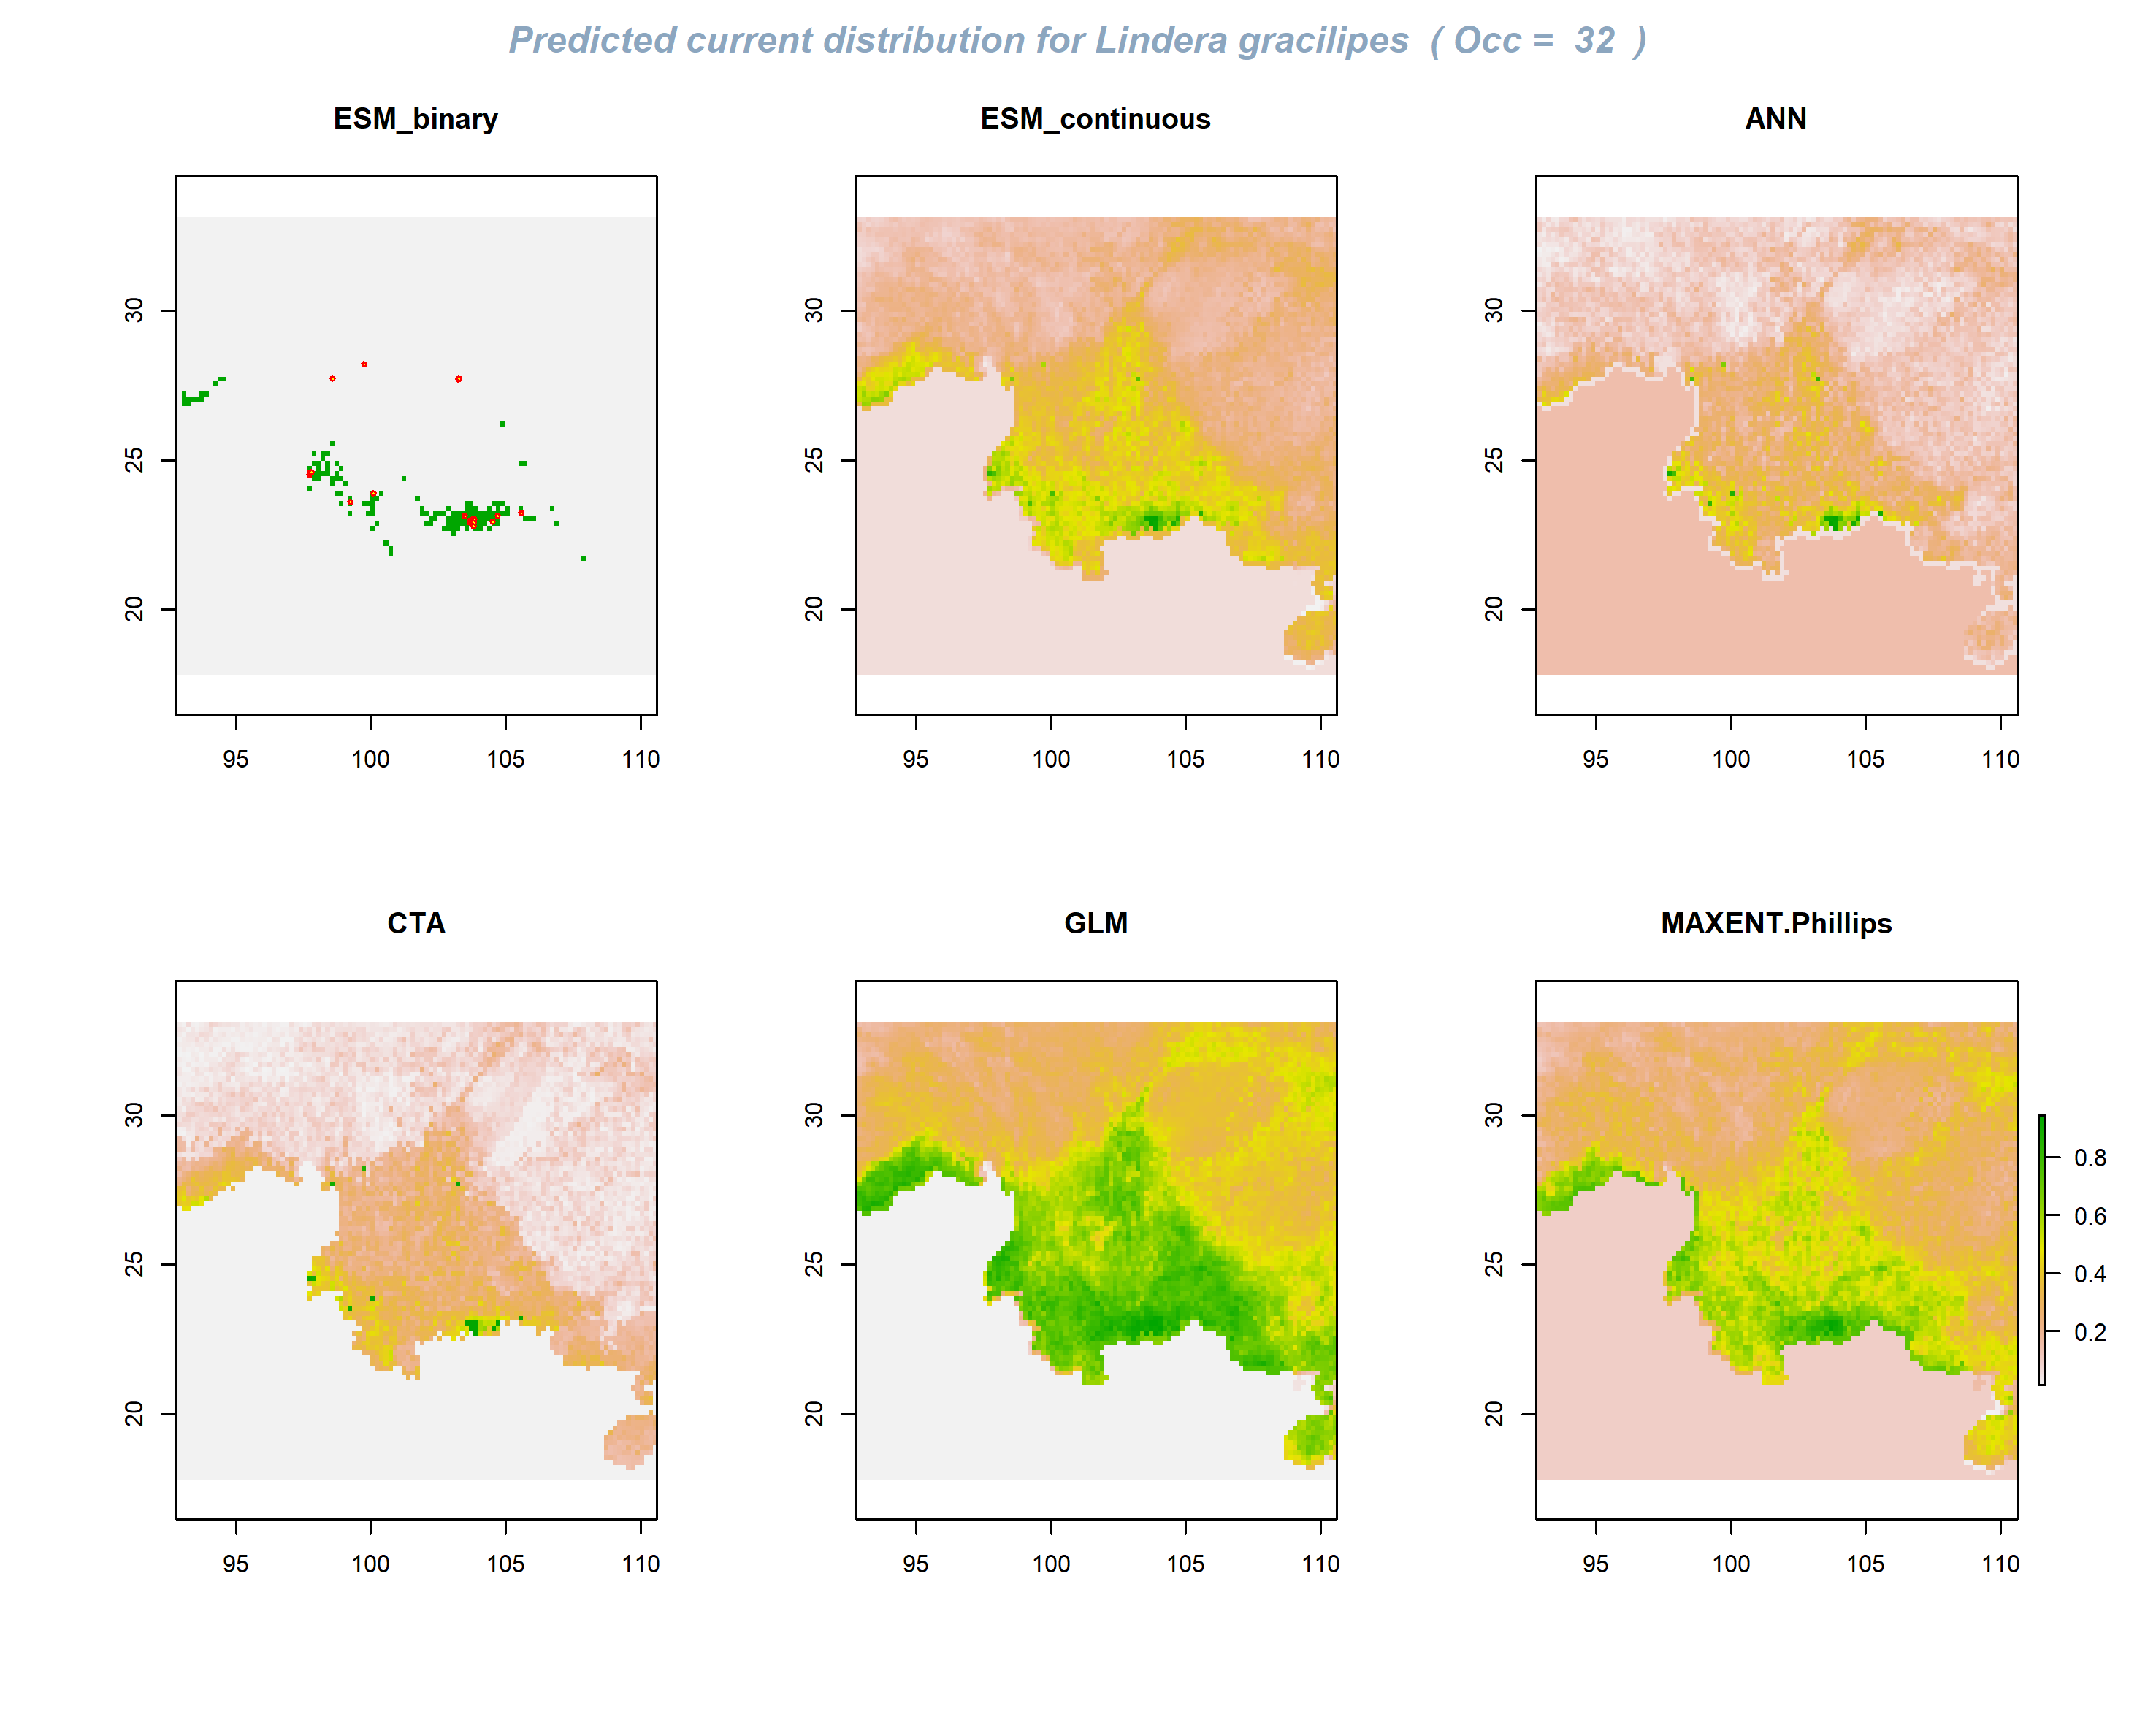 Predicted current distribution for Lindera gracilipes ( Occ = 32 )
ESM_binary
ESM_continuous
ANN
30
25
20
95 100 105 110
30
25
20
95 100 105 110
30
25
20
95 100 105 110
CTA
GLM
MAXENT.Phillips
30
25
20
95 100 105 110
30
25
20
95 100 105 110
30
25
20
95 100 105 110
0.8
0.6
0.4
0.2